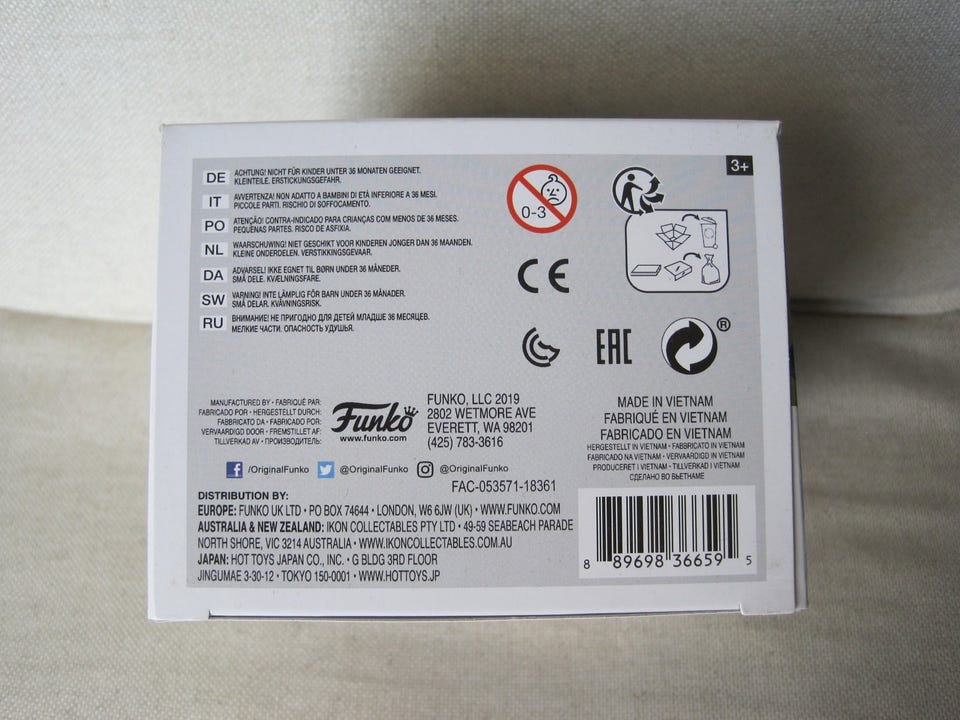 3+
DE ACHTUNG! NICHT FÜR KINDER UNTER 36 MONATEN GEEIGNET.
KLEINTEILE. ERSTICKUNGSGEFAHR.
IT AVVERTENZA! NON ADATTO A BAMBINI DI ETÀ INFERIORE A 36 MESI.
PICCOLE PARTI. RISCHIO DI SOFFOCAMENTO.
PO ATENÇÃO! CONTRA-INDICADO PARA CRIANÇAS COM MENOS DE 36 MESES.
PEQUENAS PARTES. RISCO DE ASFIXIA.
NL WAARSCHUWING! NIET GESCHIKT VOOR KINDEREN JONGER DAN 36 MAANDEN.
KLEINE ONDERDELEN. VERSTIKKINGSGEVAAR.
DA ADVARSEL! IKKE EGNET TIL BØRN UNDER 36 MÅNEDER.
SMÅ DELE. KVÆLNINGSFARE.
SW VARNING! INTE LÄMPLIG FÖR BARN UNDER 36 MÅNADER.
SMÅ DELAR. KVÄVNINGSRISK.
RU ВНИМАНИЕ! НЕ ПРИГОДНО ДЛЯ ДЕТЕЙ МЛАДШЕ 36 МЕСЯЦЕВ.
МЕЛКИЕ ЧАСТИ. ОПАСНОСТЬ УДУШЬЯ.
0-3
CE
EAC
®
MANUFACTURED BY • FABRIQUÉ PAR:
FABRICADO POR • HERGESTELLT DURCH:
FABBRICATO DA • FABRICADO POR:
VERVAARDIGD DOOR • FREMSTILLET AF:
TILLVERKAD AV • ПРОИЗВОДИТЕЛЬ:
Funko
www.funko.com
FUNKO, LLC 2019
2802 WETMORE AVE
EVERETT, WA 98201
(425) 783-3616
MADE IN VIETNAM
FABRIQUÉ EN VIETNAM
FABRICADO EN VIETNAM
HERGESTELLT IN VIETNAM • FABBRICATO IN VIETNAM
FABRICADO NA VIETNAM • VERVAARDIGD IN VIETNAM
PRODUCERET I VIETNAM • TILLVERKAD I VIETNAM
СДЕЛАНО ВО ВЬЕТНАМЕ
f /OriginalFunko @OriginalFunko @OriginalFunko
FAC-053571-18361
DISTRIBUTION BY:
EUROPE: FUNKO UK LTD • PO BOX 74644 • LONDON, W6 6JW (UK) • WWW.FUNKO.COM
AUSTRALIA & NEW ZEALAND: IKON COLLECTABLES PTY LTD • 49-59 SEABEACH PARADE
NORTH SHORE, VIC 3214 AUSTRALIA • WWW.IKONCOLLECTABLES.COM.AU
JAPAN: HOT TOYS JAPAN CO., INC. • G BLDG 3RD FLOOR
JINGUMAE 3-30-12 • TOKYO 150-0001 • WWW.HOTTOYS.JP
8 89698 36659 5